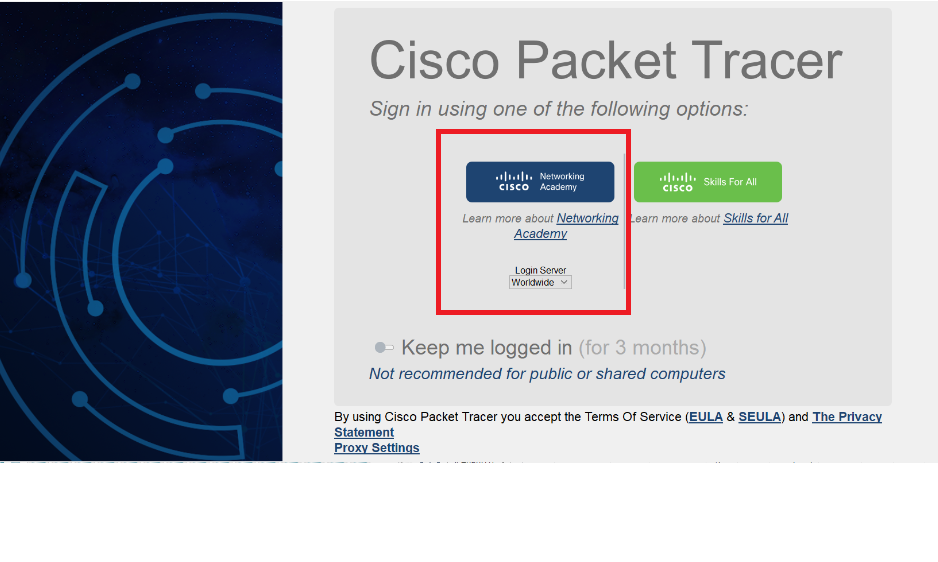 Cisco Packet Tracer
Sign in using one of the following options:
CISCO Networking Academy
CISCO Skills For All
Learn more about Networking Academy
Learn more about Skills for All
Login Server
Worldwide
Keep me logged in (for 3 months)
Not recommended for public or shared computers
By using Cisco Packet Tracer you accept the Terms Of Service (EULA & SEULA) and The Privacy
Statement
Proxy Settings